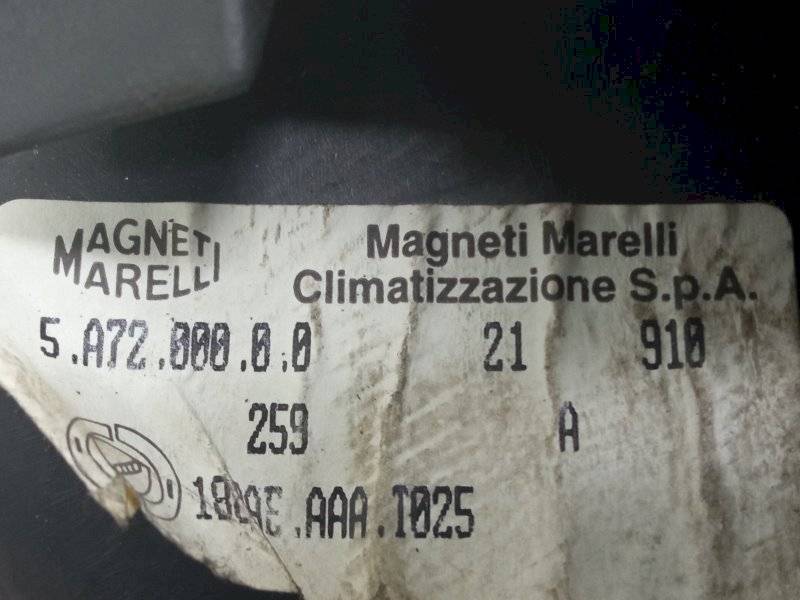 MAGNETI
MARELLI
Magneti Marelli
Climatizzazione S.p.A.
5.A72.000.0.0 21 910
259 A
.AAA.T025